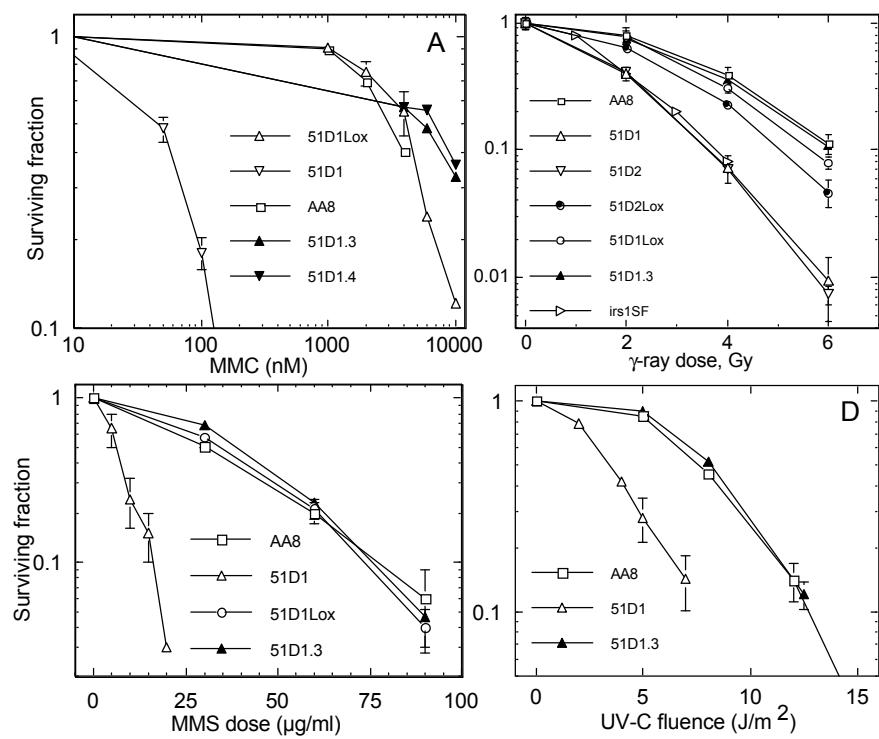 A
1
0.1
Surviving fraction
51D1Lox
51D1
AA8
51D1.3
51D1.4
10
100
1000
10000
MMC (nM)
1
0.1
0.01
AA8
51D1
51D2
51D2Lox
51D1Lox
51D1.3
irs1SF
0
2
4
6
γ-ray dose, Gy
1
0.1
Surviving fraction
AA8
51D1
51D1Lox
51D1.3
0
25
50
75
100
MMS dose (µg/ml)
D
1
0.1
AA8
51D1
51D1.3
0
5
10
15
UV-C fluence (J/m 2)